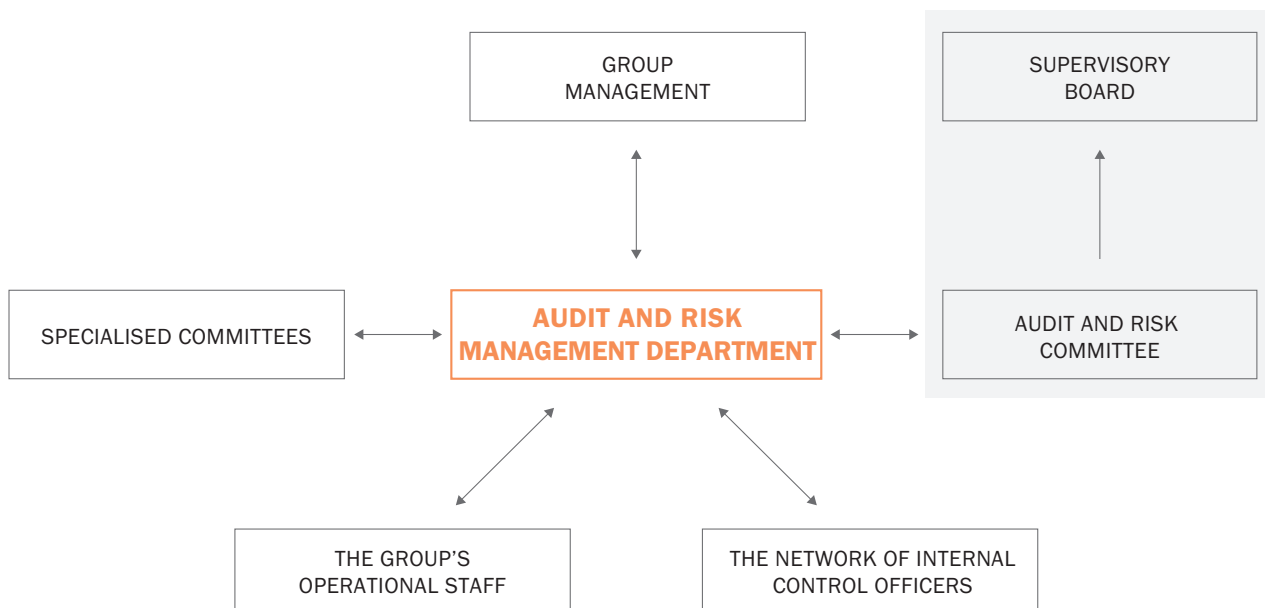 GROUP
MANAGEMENT
SUPERVISORY
BOARD
SPECIALISED COMMITTEES
AUDIT AND RISK
MANAGEMENT DEPARTMENT
AUDIT AND RISK
COMMITTEE
THE GROUP'S
OPERATIONAL STAFF
THE NETWORK OF INTERNAL
CONTROL OFFICERS